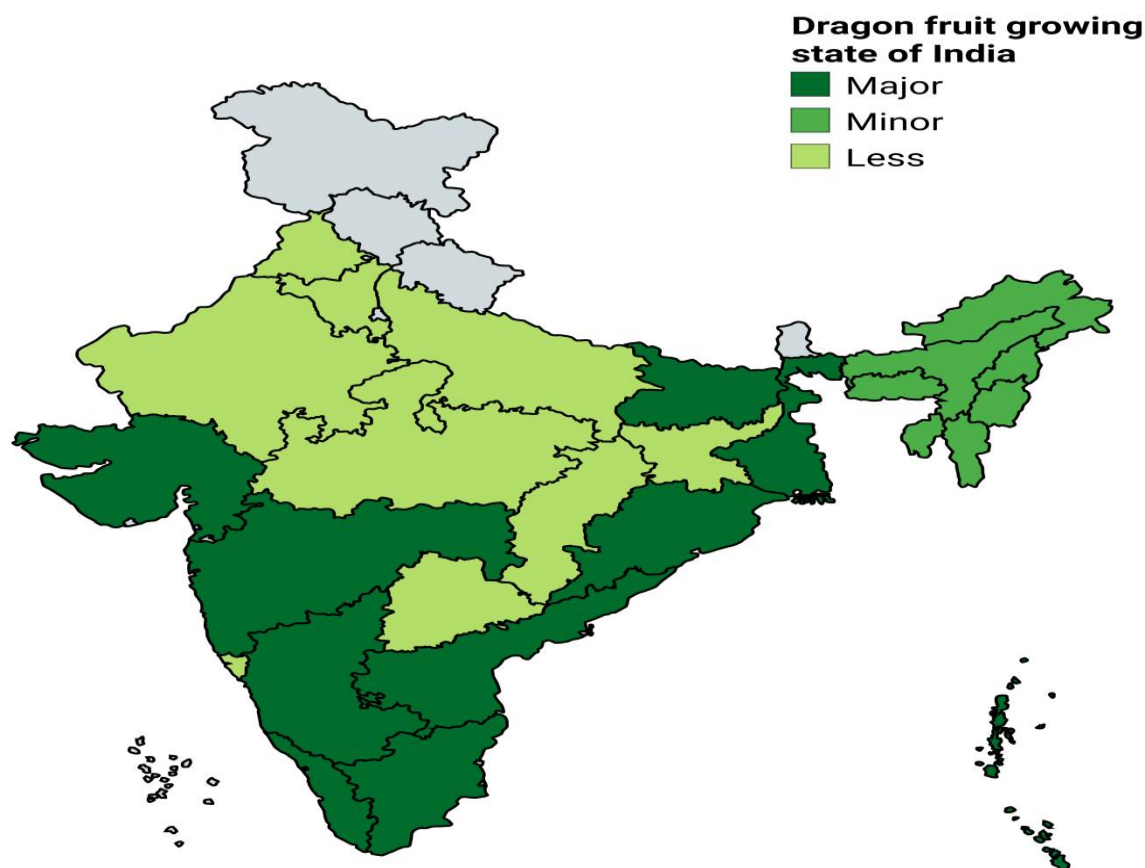 Dragon fruit growing
state of India
Major
Minor
Less